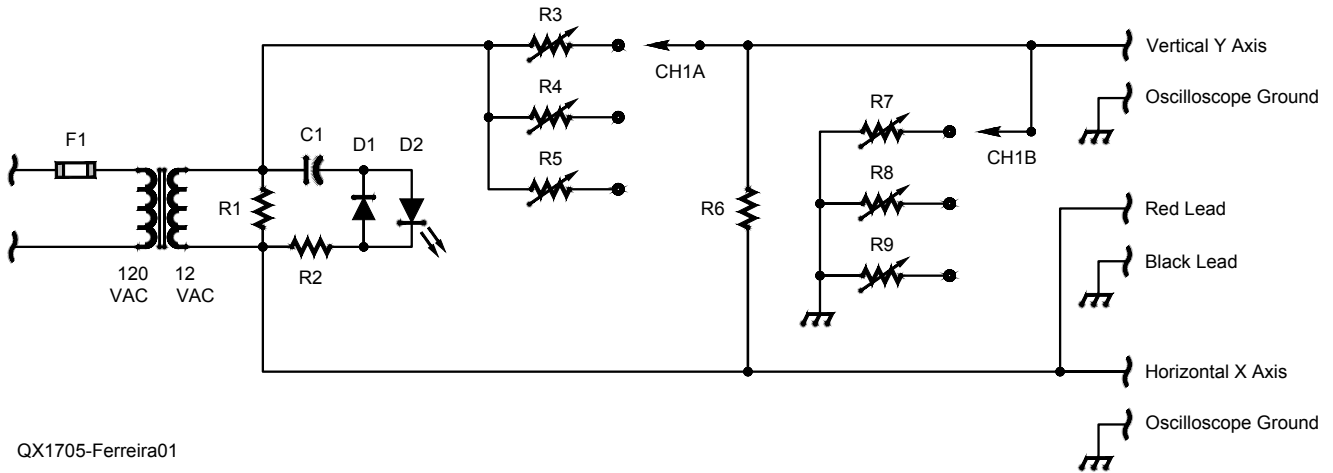 R3
Vertical Y Axis
CH1A
R4
R7
Oscilloscope Ground
F1
C1
D1
D2
CH1B
R5
R8
R1
R6
Red Lead
R2
R9
Black Lead
120
VAC
12
VAC
Horizontal X Axis
Oscilloscope Ground
QX1705-Ferreira01